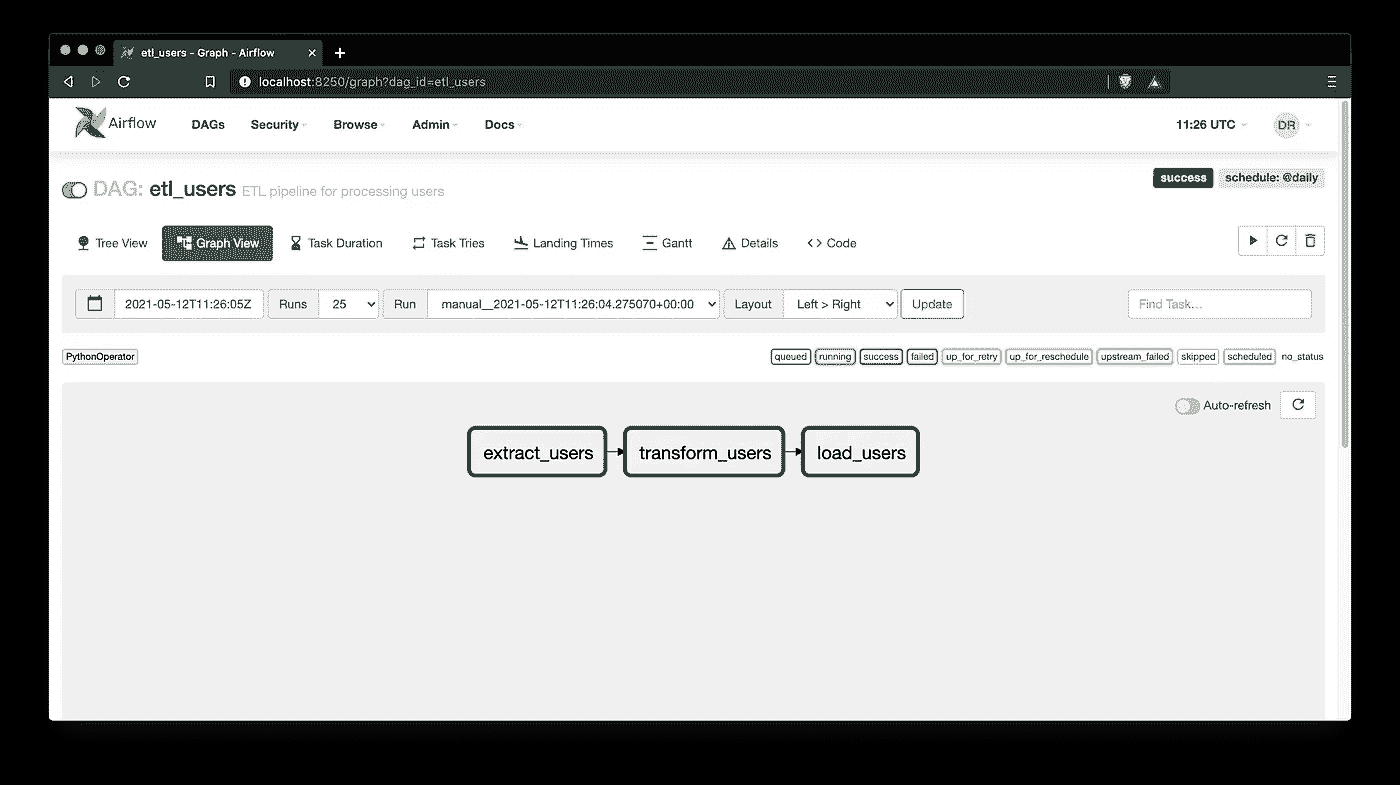 etl_users - Graph - Airflow
localhost:8250/graph?dag_id=etl_users
Airflow DAGs Security Browse Admin Docs 11:26 UTC DR
DAG: etl_users ETL pipeline for processing users success schedule: @daily
Tree View Graph View Task Duration Task Tries Landing Times Gantt Details Code
2021-05-12T11:26:05Z Runs 25 Run manual__2021-05-12T11:26:04.275070+00:00 Layout Left > Right Update Find Task...
PythonOperator queued running success failed up_for_retry up_for_reschedule upstream_failed skipped scheduled no_status
Auto-refresh
extract_users transform_users load_users